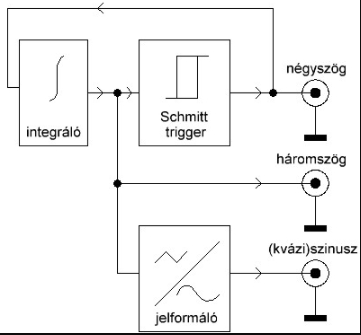 négyszög
integráló
Schmitt
trigger
háromszög
(kvázi)szinusz
jelformáló